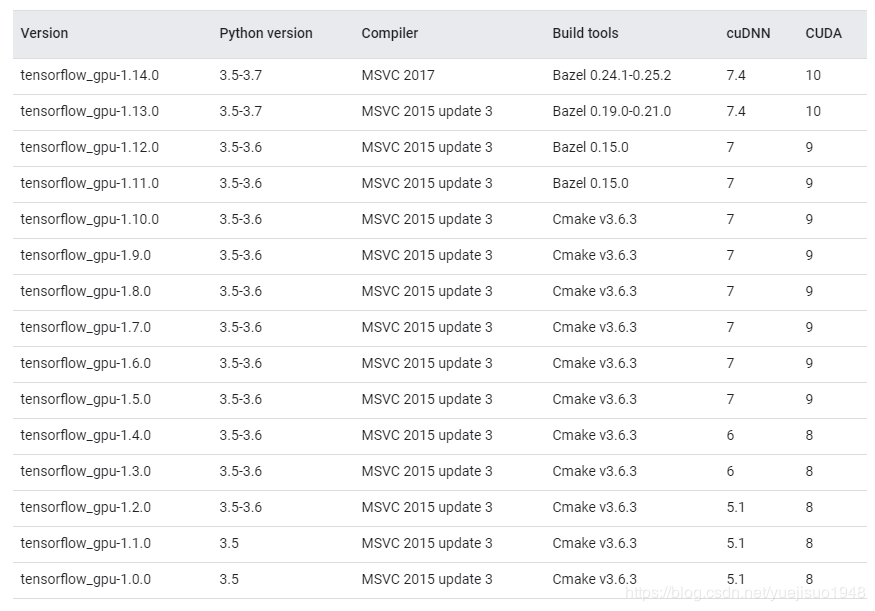 Version Python version Compiler Build tools cuDNN CUDA
tensorflow_gpu-1.14.0 3.5-3.7 MSVC 2017 Bazel 0.24.1-0.25.2 7.4 10
tensorflow_gpu-1.13.0 3.5-3.7 MSVC 2015 update 3 Bazel 0.19.0-0.21.0 7.4 10
tensorflow_gpu-1.12.0 3.5-3.6 MSVC 2015 update 3 Bazel 0.15.0 7 9
tensorflow_gpu-1.11.0 3.5-3.6 MSVC 2015 update 3 Bazel 0.15.0 7 9
tensorflow_gpu-1.10.0 3.5-3.6 MSVC 2015 update 3 Cmake v3.6.3 7 9
tensorflow_gpu-1.9.0 3.5-3.6 MSVC 2015 update 3 Cmake v3.6.3 7 9
tensorflow_gpu-1.8.0 3.5-3.6 MSVC 2015 update 3 Cmake v3.6.3 7 9
tensorflow_gpu-1.7.0 3.5-3.6 MSVC 2015 update 3 Cmake v3.6.3 7 9
tensorflow_gpu-1.6.0 3.5-3.6 MSVC 2015 update 3 Cmake v3.6.3 7 9
tensorflow_gpu-1.5.0 3.5-3.6 MSVC 2015 update 3 Cmake v3.6.3 7 9
tensorflow_gpu-1.4.0 3.5-3.6 MSVC 2015 update 3 Cmake v3.6.3 6 8
tensorflow_gpu-1.3.0 3.5-3.6 MSVC 2015 update 3 Cmake v3.6.3 6 8
tensorflow_gpu-1.2.0 3.5-3.6 MSVC 2015 update 3 Cmake v3.6.3 5.1 8
tensorflow_gpu-1.1.0 3.5 MSVC 2015 update 3 Cmake v3.6.3 5.1 8
tensorflow_gpu-1.0.0 3.5 MSVC 2015 update 3 Cmake v3.6.3 5.1 8
https://blog.csdn.net/yuejisuo1948